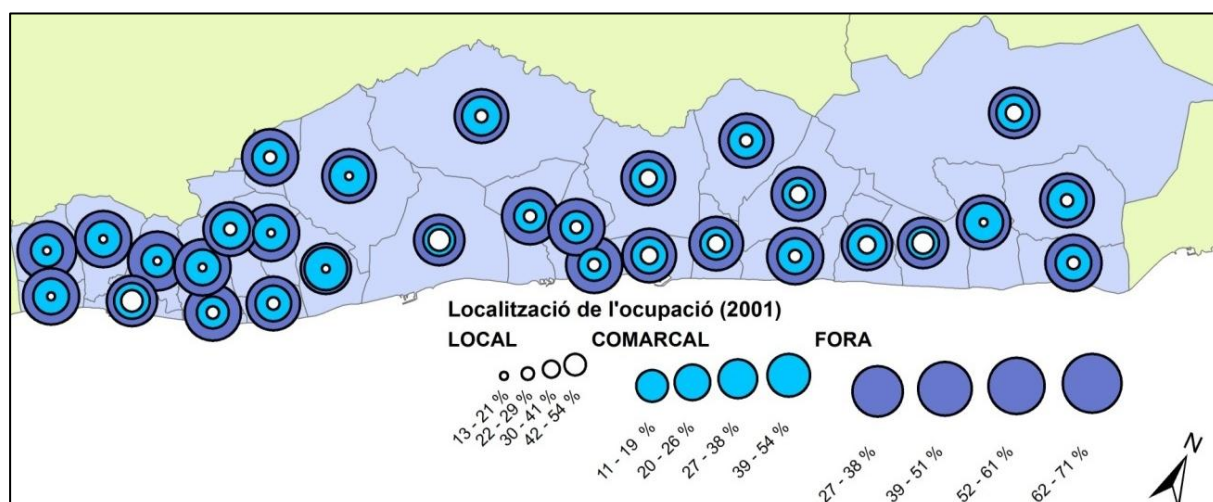 Localització de l'ocupació (2001)
LOCAL COMARCAL FORA
13 - 21 %
22 - 29 %
30 - 41 %
42 - 54 %
11 - 19 %
20 - 26 %
27 - 38 %
39 - 54 %
27 - 38 %
39 - 51 %
52 - 61 %
62 - 71 %
N